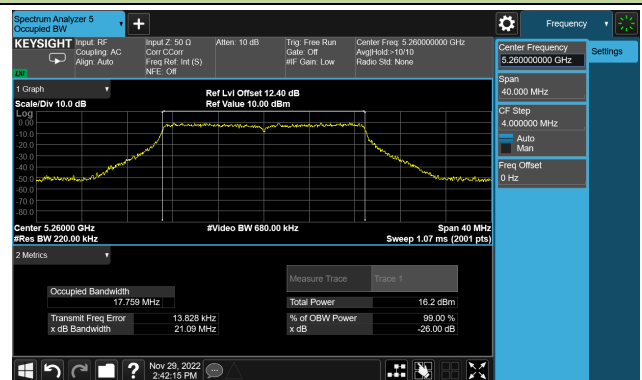 Spectrum Analyzer 5
Occupied BW
Frequency
KEYSIGHT
Input: RF
Coupling: AC
Align: Auto
Input Z: 50 Ω
Corr CCorr
Freq Ref: Int (S)
NFE: Off
Atten: 10 dB
Trig: Free Run
Gate: Off
#IF Gain: Low
Center Freq: 5.260000000 GHz
Avg|Hold:>10/10
Radio Std: None
LXI
Center Frequency
5.260000000 GHz
Settings
Span
40.000 MHz
CF Step
4.000000 MHz
Auto
Man
Freq Offset
0 Hz
1 Graph
Scale/Div 10.0 dB
Ref Lvl Offset 12.40 dB
Ref Value 10.00 dBm
Log
0.00
-10.0
-20.0
-30.0
-40.0
-50.0
-60.0
-70.0
-80.0
Center 5.26000 GHz
#Video BW 680.00 kHz
Span 40 MHz
#Res BW 220.00 kHz
Sweep 1.07 ms (2001 pts)
2 Metrics
Measure Trace
Trace 1
Occupied Bandwidth
17.759 MHz
Total Power
16.2 dBm
Transmit Freq Error
13.828 kHz
% of OBW Power
99.00 %
x dB Bandwidth
21.09 MHz
x dB
-26.00 dB
?
Nov 29, 2022
2:42:15 PM